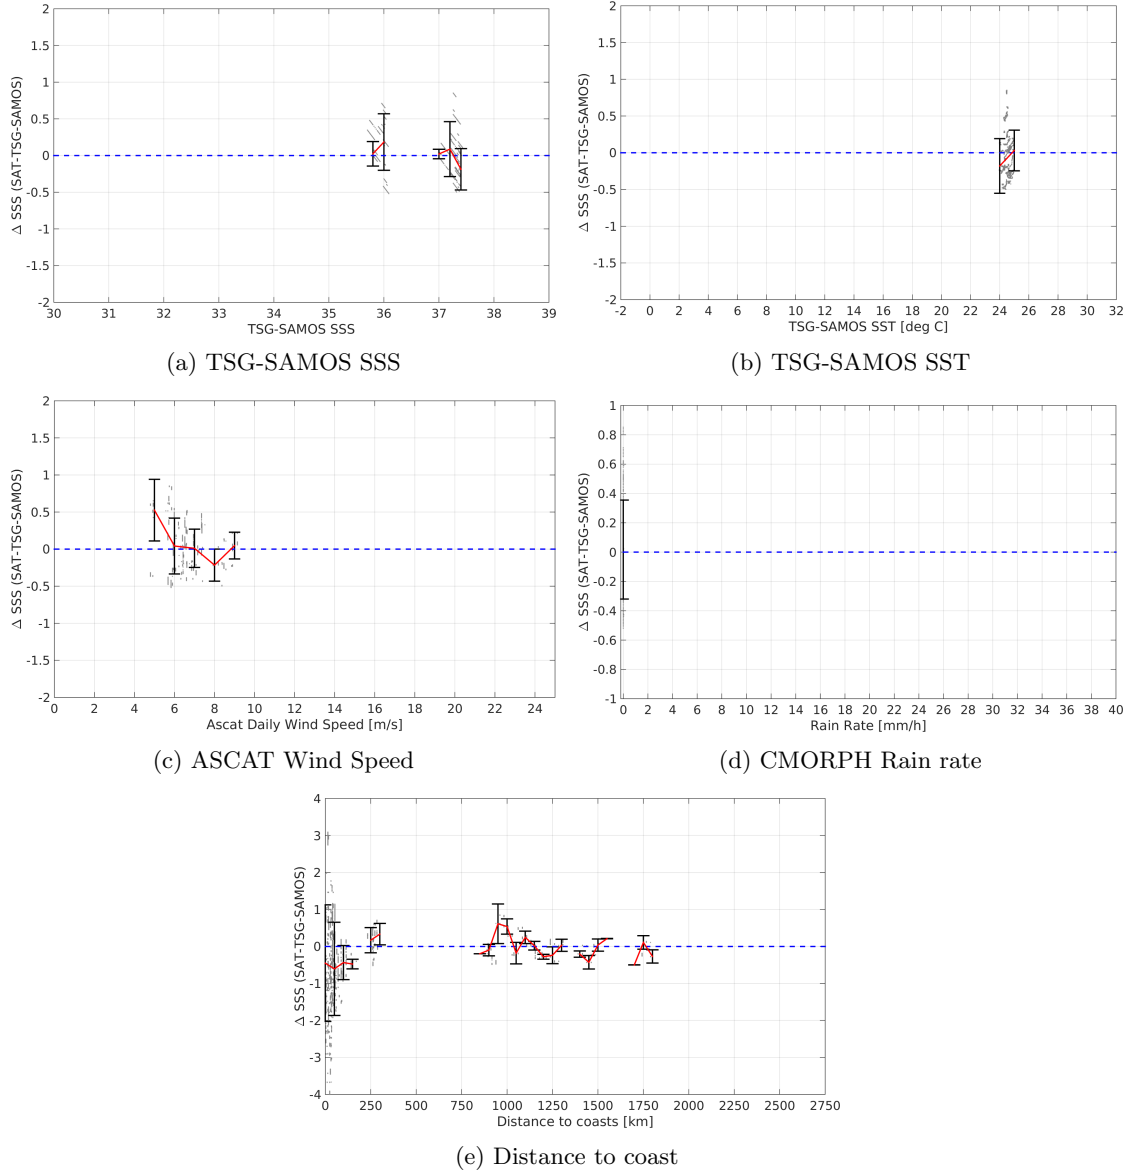 2
1.5
1
0.5
0
-0.5
-1
-1.5
-2
Δ SSS (SAT-TSG-SAMOS)
30 31 32 33 34 35 36 37 38 39
TSG-SAMOS SSS
(a) TSG-SAMOS SSS
2
1.5
1
0.5
0
-0.5
-1
-1.5
-2
Δ SSS (SAT-TSG-SAMOS)
-2 0 2 4 6 8 10 12 14 16 18 20 22 24 26 28 30 32
TSG-SAMOS SST [deg C]
(b) TSG-SAMOS SST
2
1.5
1
0.5
0
-0.5
-1
-1.5
-2
Δ SSS (SAT-TSG-SAMOS)
0 2 4 6 8 10 12 14 16 18 20 22 24
Ascat Daily Wind Speed [m/s]
(c) ASCAT Wind Speed
1
0.8
0.6
0.4
0.2
0
-0.2
-0.4
-0.6
-0.8
-1
Δ SSS (SAT-TSG-SAMOS)
0 2 4 6 8 10 12 14 16 18 20 22 24 26 28 30 32 34 36 38 40
Rain Rate [mm/h]
(d) CMORPH Rain rate
4
3
2
1
0
-1
-2
-3
-4
Δ SSS (SAT-TSG-SAMOS)
0 250 500 750 1000 1250 1500 1750 2000 2250 2500 2750
Distance to coasts [km]
(e) Distance to coast